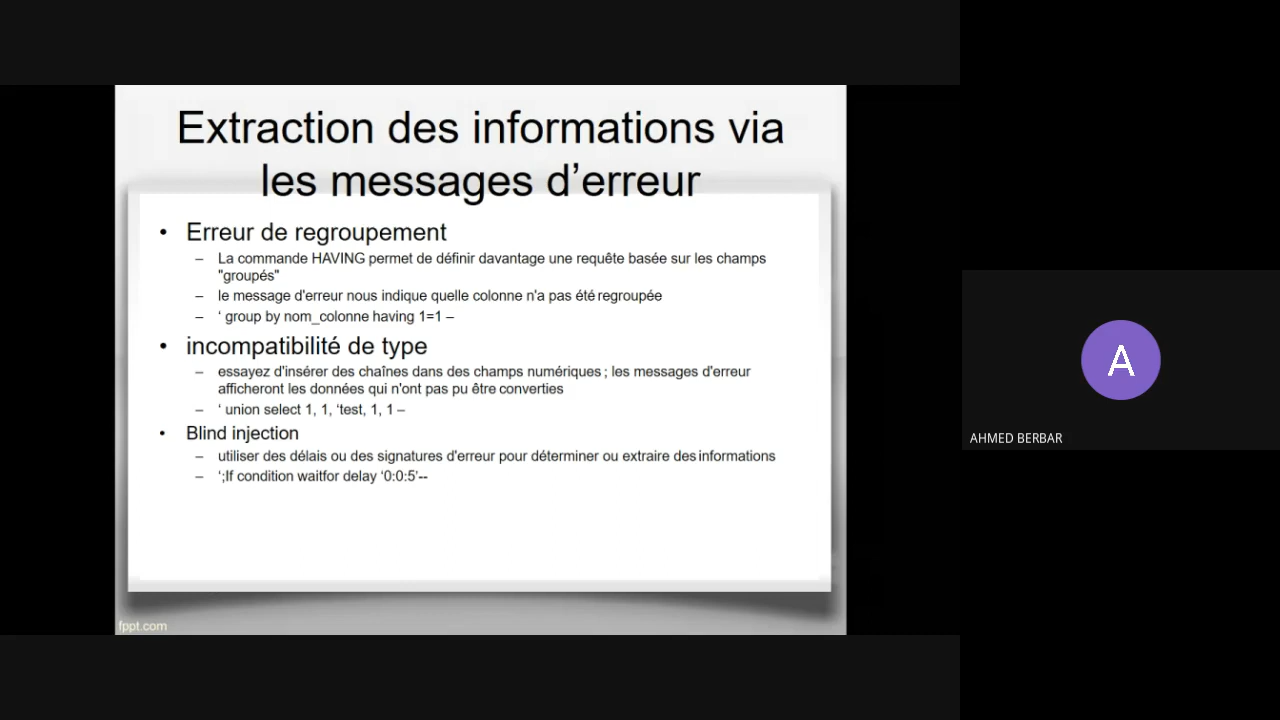 Extraction des informations via
les messages d’erreur
• Erreur de regroupement
– La commande HAVING permet de définir davantage une requête basée sur les champs
"groupés"
– le message d'erreur nous indique quelle colonne n'a pas été regroupée
– ‘ group by nom_colonne having 1=1 –
• incompatibilité de type
– essayez d'insérer des chaînes dans des champs numériques ; les messages d'erreur
afficheront les données qui n'ont pas pu être converties
– ‘ union select 1, 1, ‘test, 1, 1 –
• Blind injection
– utiliser des délais ou des signatures d'erreur pour déterminer ou extraire des informations
– ‘;If condition waitfor delay ‘0:0:5’--
fppt.com
A
AHMED BERBAR